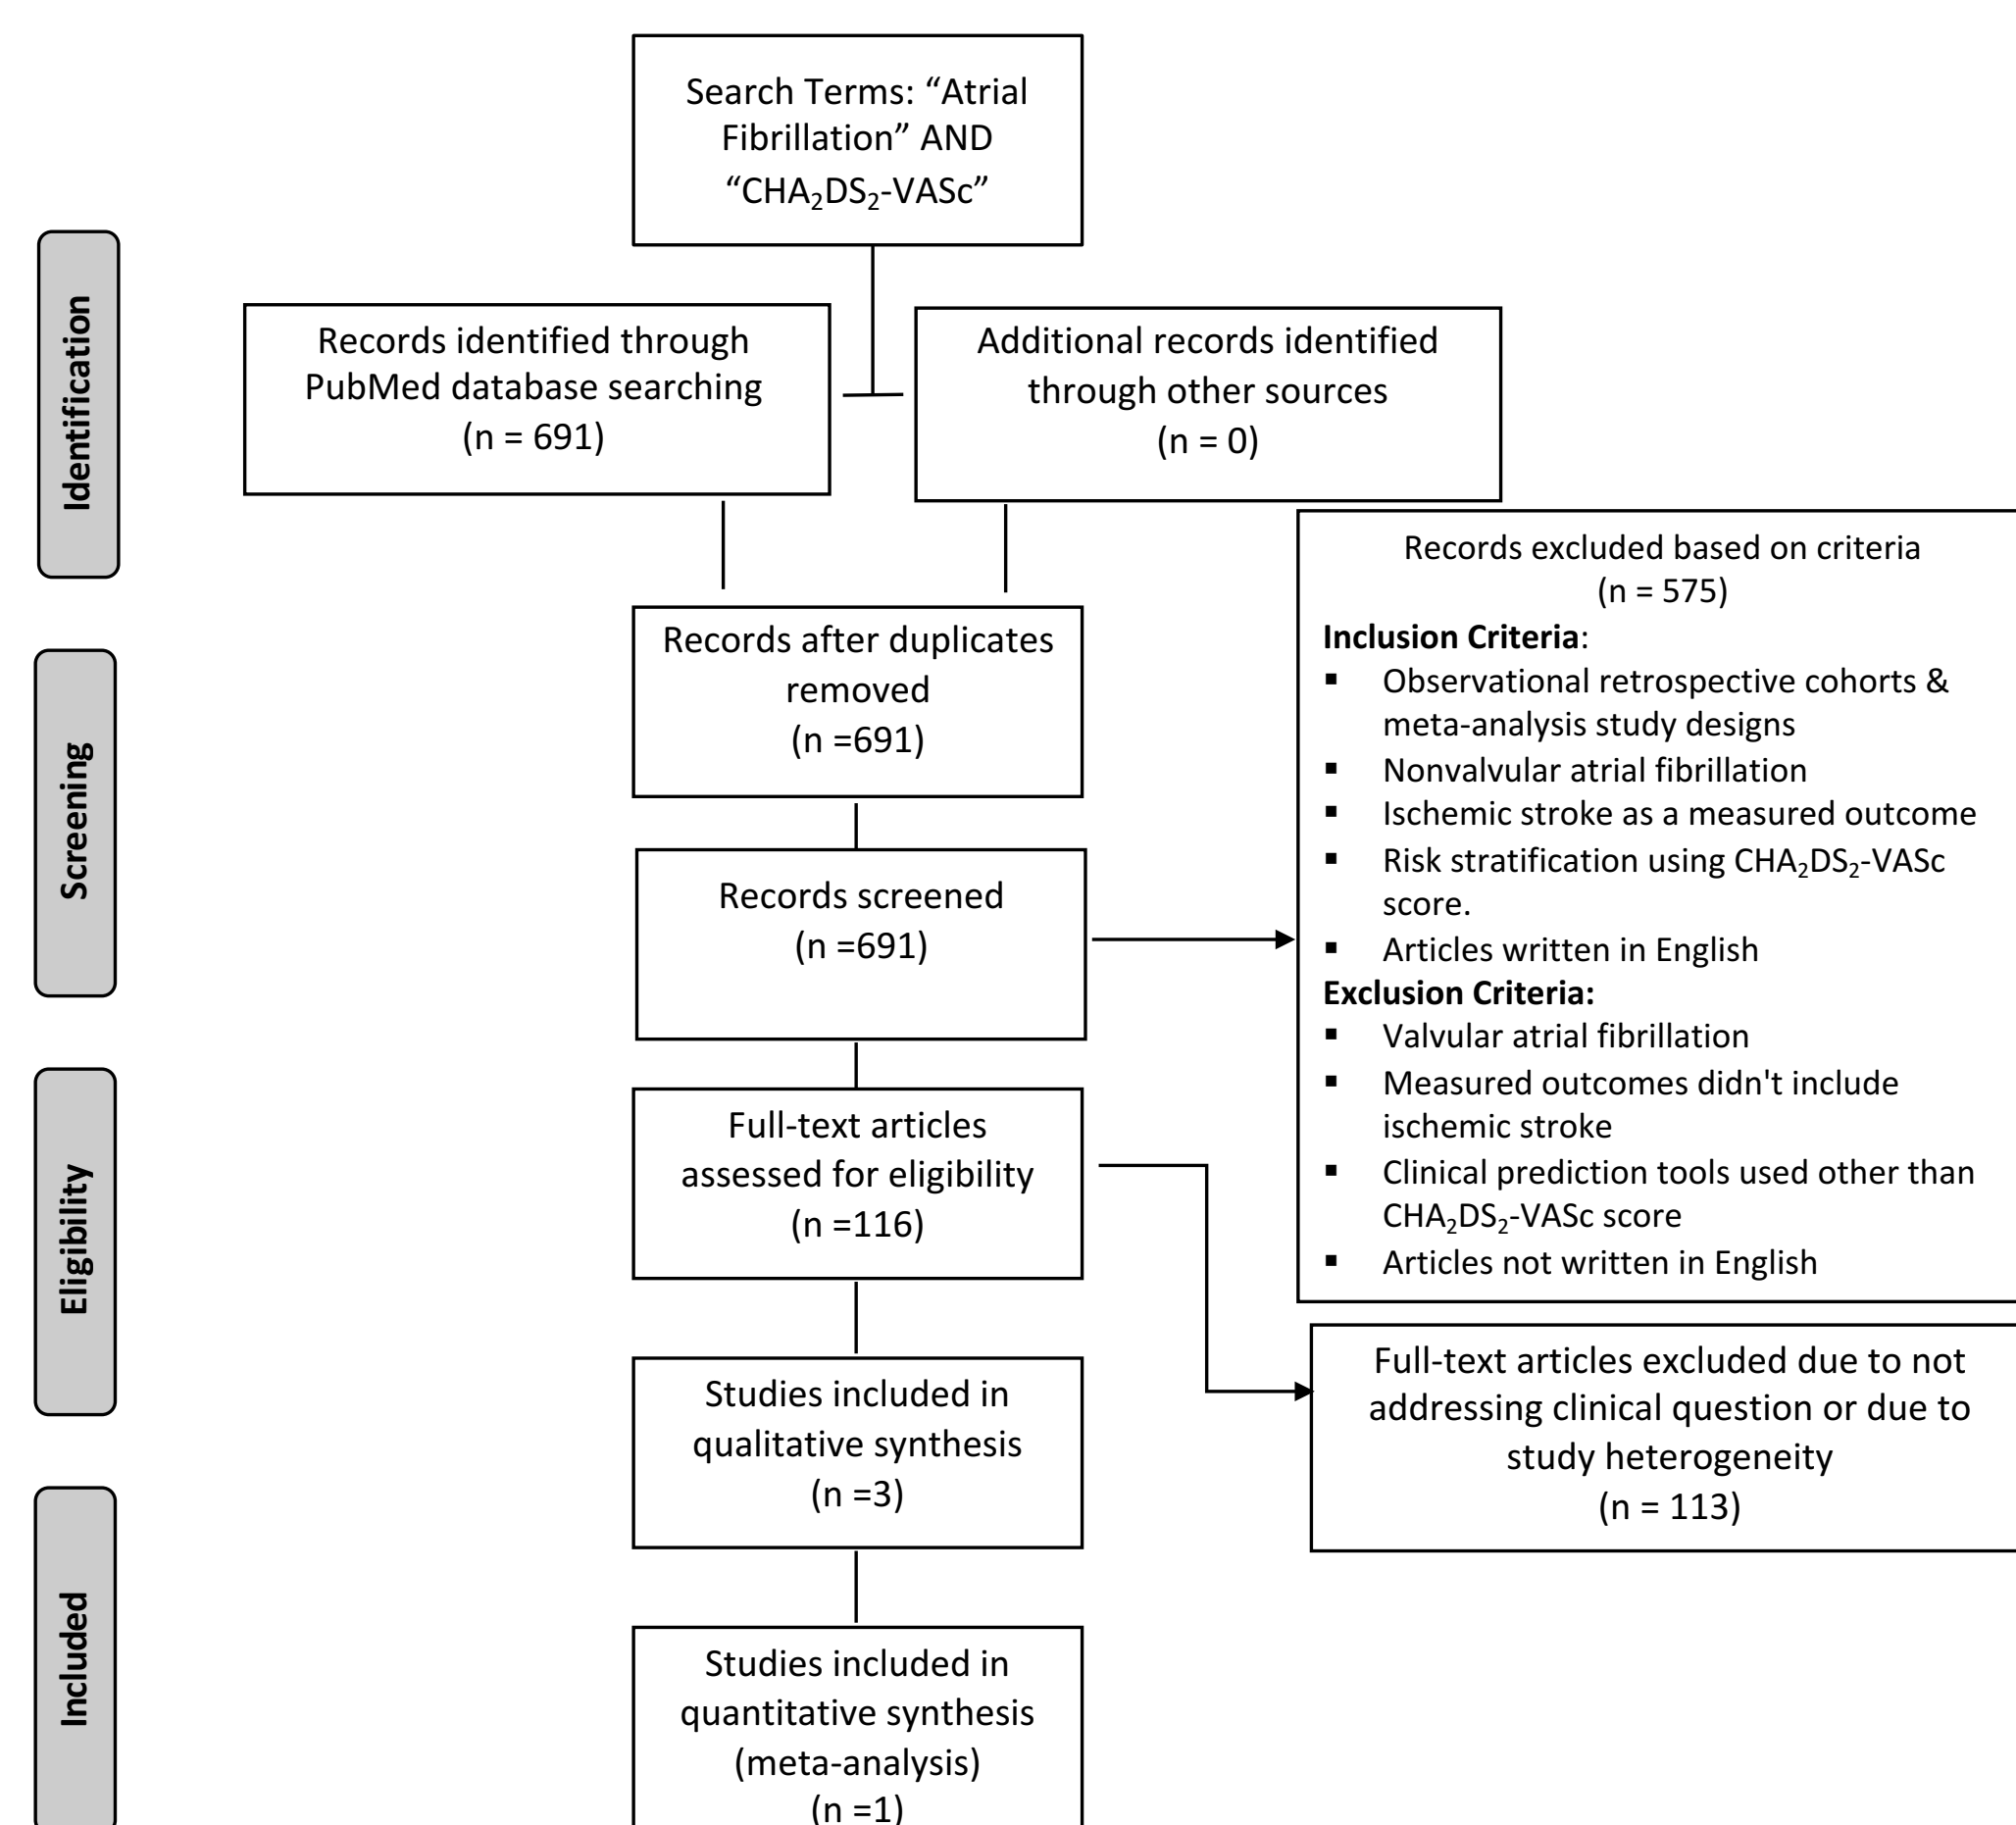 Search Terms: “Atrial
Fibrillation” AND
“CHA₂DS₂-VASc”
Identification
Records identified through
PubMed database searching
(n = 691)
Additional records identified
through other sources
(n = 0)
Records excluded based on criteria
(n = 575)
Inclusion Criteria:
▪ Observational retrospective cohorts &
meta-analysis study designs
▪ Nonvalvular atrial fibrillation
▪ Ischemic stroke as a measured outcome
▪ Risk stratification using CHA₂DS₂-VASc
score.
▪ Articles written in English
Exclusion Criteria:
▪ Valvular atrial fibrillation
▪ Measured outcomes didn't include
ischemic stroke
▪ Clinical prediction tools used other than
CHA₂DS₂-VASc score
▪ Articles not written in English
Screening
Records after duplicates
removed
(n =691)
Records screened
(n =691)
Eligibility
Full-text articles
assessed for eligibility
(n =116)
Full-text articles excluded due to not
addressing clinical question or due to
study heterogeneity
(n = 113)
Studies included in
qualitative synthesis
(n =3)
Included
Studies included in
quantitative synthesis
(meta-analysis)
(n =1)